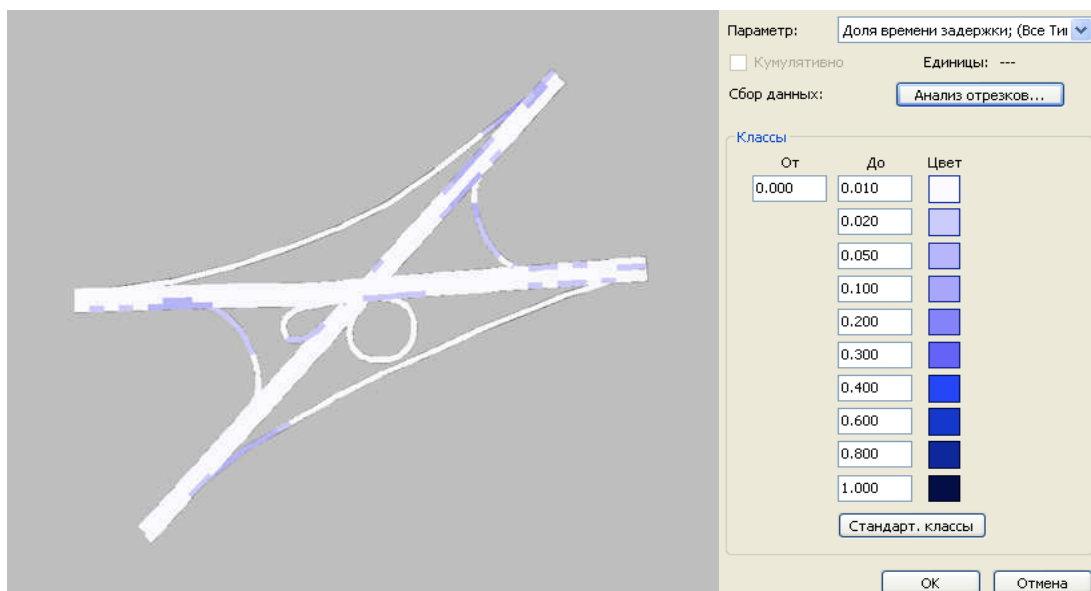 Параметр: Доля времени задержки; (Все Ти
Кумулятивно Единицы: ---
Сбор данных: Анализ отрезков...
Классы
От До Цвет
0.000 0.010
0.020
0.050
0.100
0.200
0.300
0.400
0.600
0.800
1.000
Стандарт. классы
OK Отмена